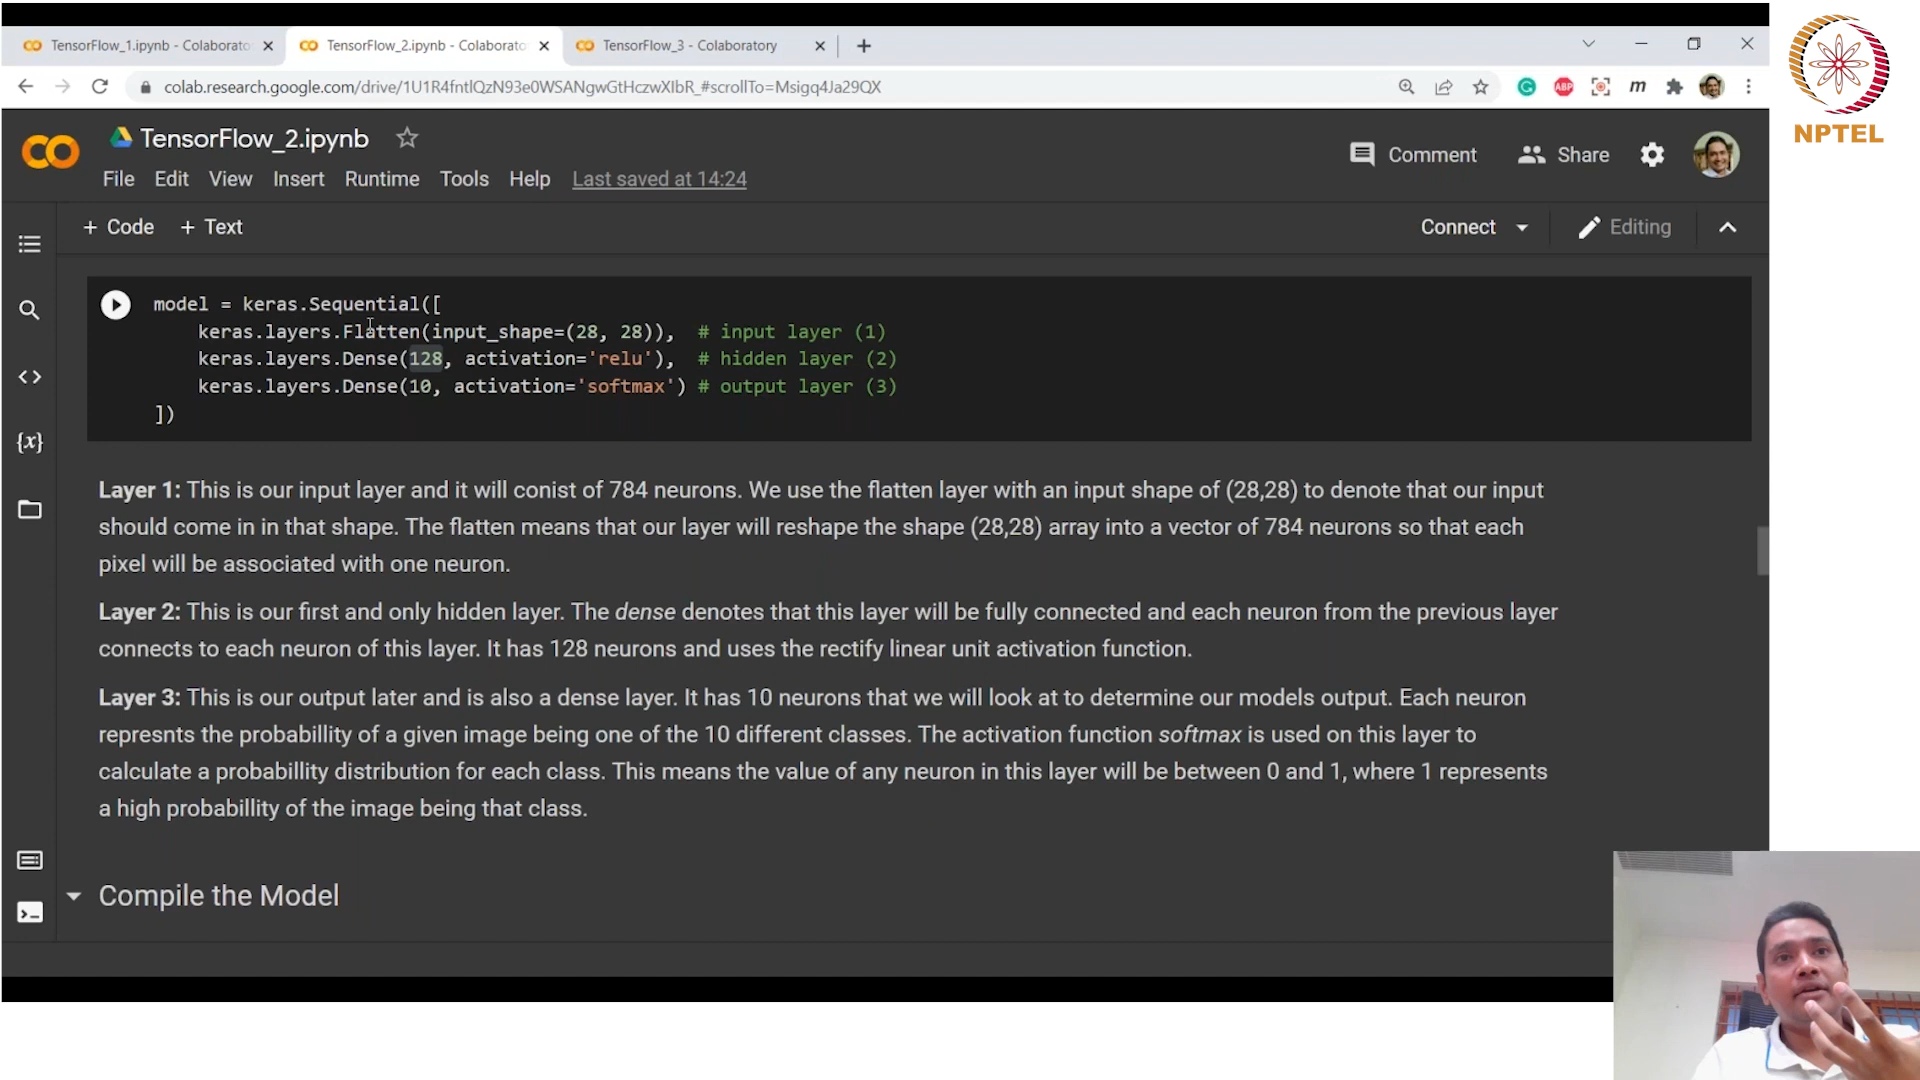 TensorFlow_1.ipynb - Colaborato
TensorFlow_2.ipynb - Colaborato
TensorFlow_3 - Colaboratory
colab.research.google.com/drive/1U1R4fntlQzN93e0WSANgwGtHczwXIbR_#scrollTo=Msigq4Ja29QX
ABP
m
NPTEL
TensorFlow_2.ipynb
Comment
Share
File Edit View Insert Runtime Tools Help Last saved at 14:24
+ Code + Text
Connect
Editing
model = keras.Sequential([
keras.layers.Flatten(input_shape=(28, 28)), # input layer (1)
keras.layers.Dense(128, activation='relu'), # hidden layer (2)
keras.layers.Dense(10, activation='softmax') # output layer (3)
])
{x}
Layer 1: This is our input layer and it will conist of 784 neurons. We use the flatten layer with an input shape of (28,28) to denote that our input
should come in in that shape. The flatten means that our layer will reshape the shape (28,28) array into a vector of 784 neurons so that each
pixel will be associated with one neuron.
Layer 2: This is our first and only hidden layer. The dense denotes that this layer will be fully connected and each neuron from the previous layer
connects to each neuron of this layer. It has 128 neurons and uses the rectify linear unit activation function.
Layer 3: This is our output later and is also a dense layer. It has 10 neurons that we will look at to determine our models output. Each neuron
represnts the probabillity of a given image being one of the 10 different classes. The activation function softmax is used on this layer to
calculate a probabillity distribution for each class. This means the value of any neuron in this layer will be between 0 and 1, where 1 represents
a high probabillity of the image being that class.
Compile the Model